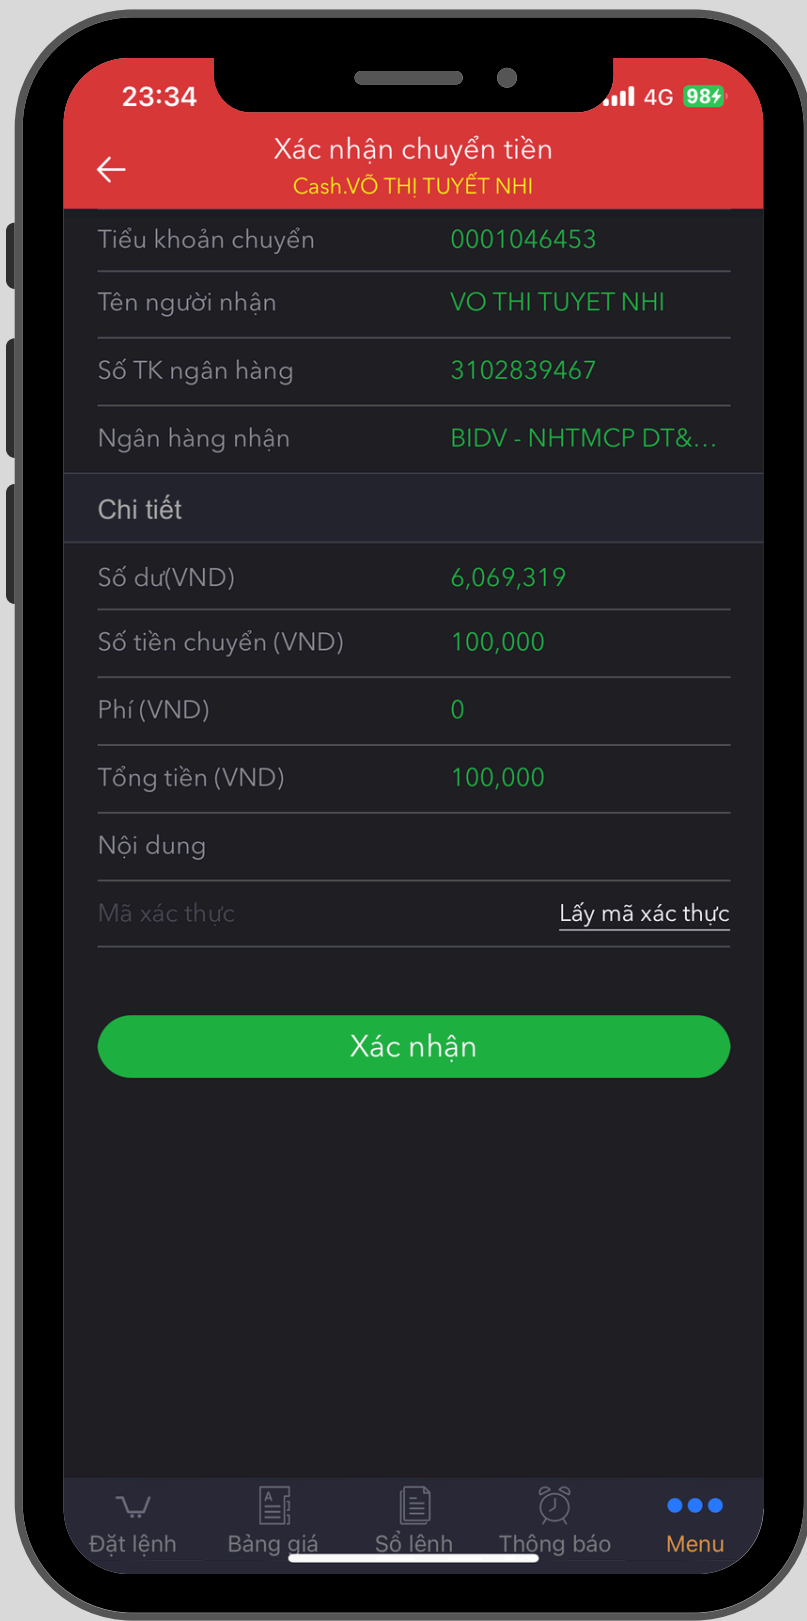 23:34 4G 98
Xác nhận chuyển tiền
Cash.VÕ THỊ TUYẾT NHI
Tiểu khoản chuyển 0001046453
Tên người nhận VO THI TUYET NHI
Số TK ngân hàng 3102839467
Ngân hàng nhận BIDV - NHTMCP DT&...
Chi tiết
Số dư(VND) 6,069,319
Số tiền chuyển (VND) 100,000
Phí (VND) 0
Tổng tiền (VND) 100,000
Nội dung
Mã xác thực Lấy mã xác thực
Xác nhận
Đặt lệnh Bảng giá Sổ lệnh Thông báo Menu